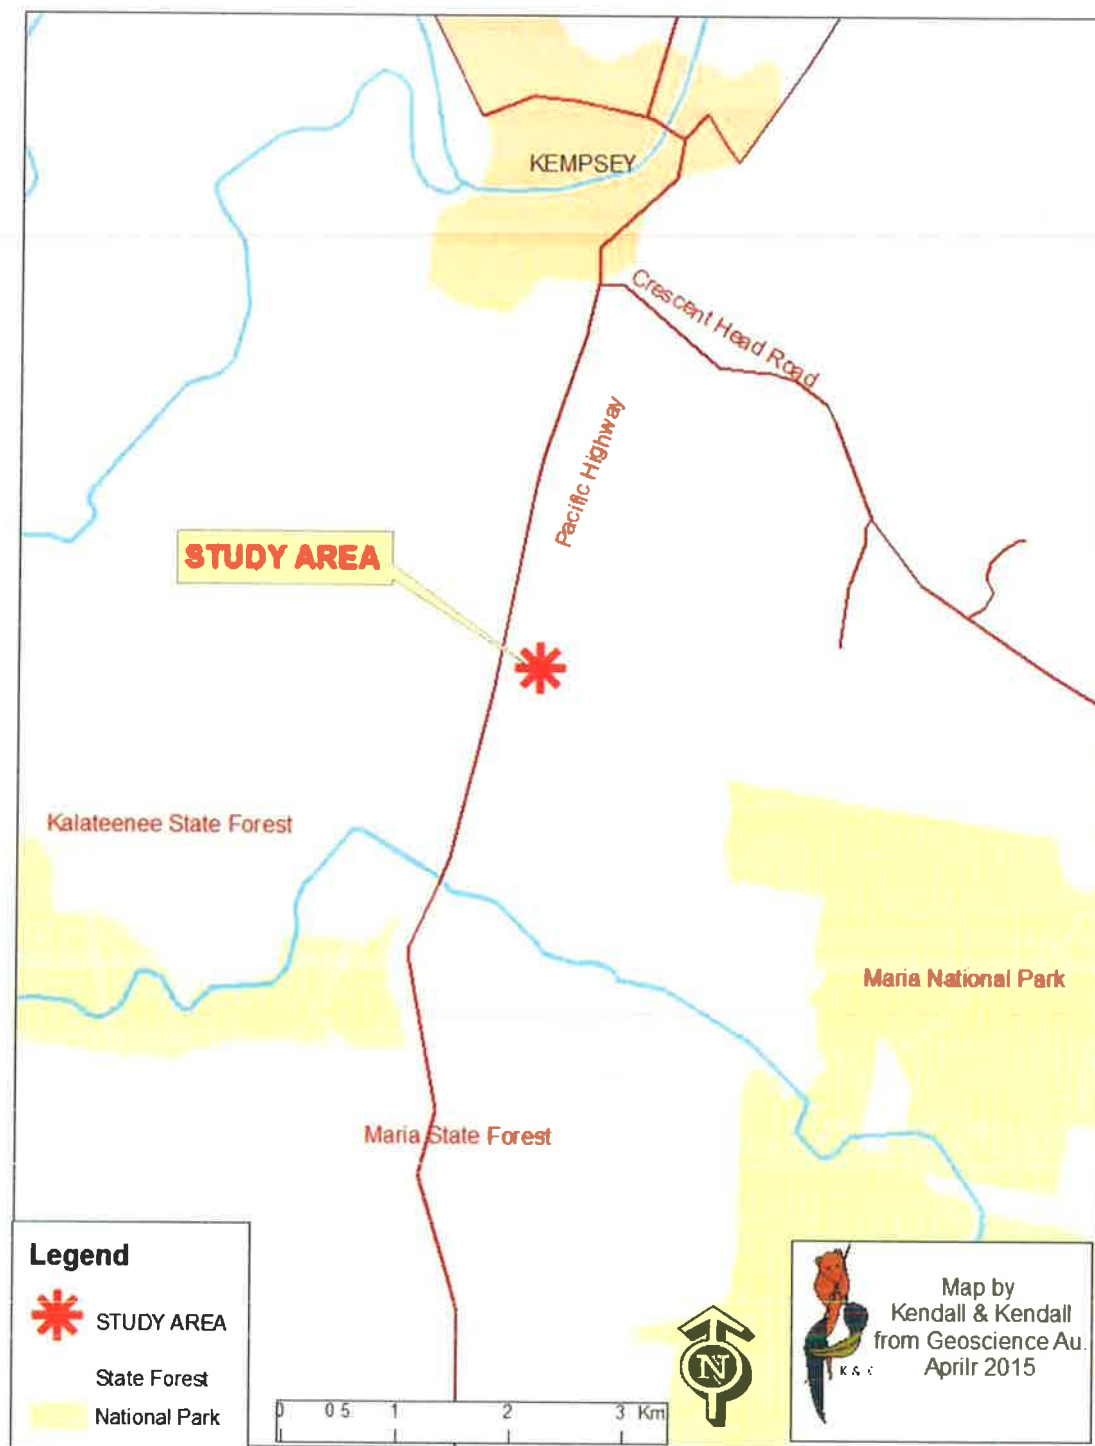 KEMPSEY
Crescent Head Road
Pacific Highway
STUDY AREA
Kalateenee State Forest
Maria National Park
Maria State Forest
Legend
STUDY AREA
State Forest
National Park
0 0 5 1 2 3 Km
N
K & K
Map by
Kendall & Kendall
from Geoscience Au.
Aprilr 2015